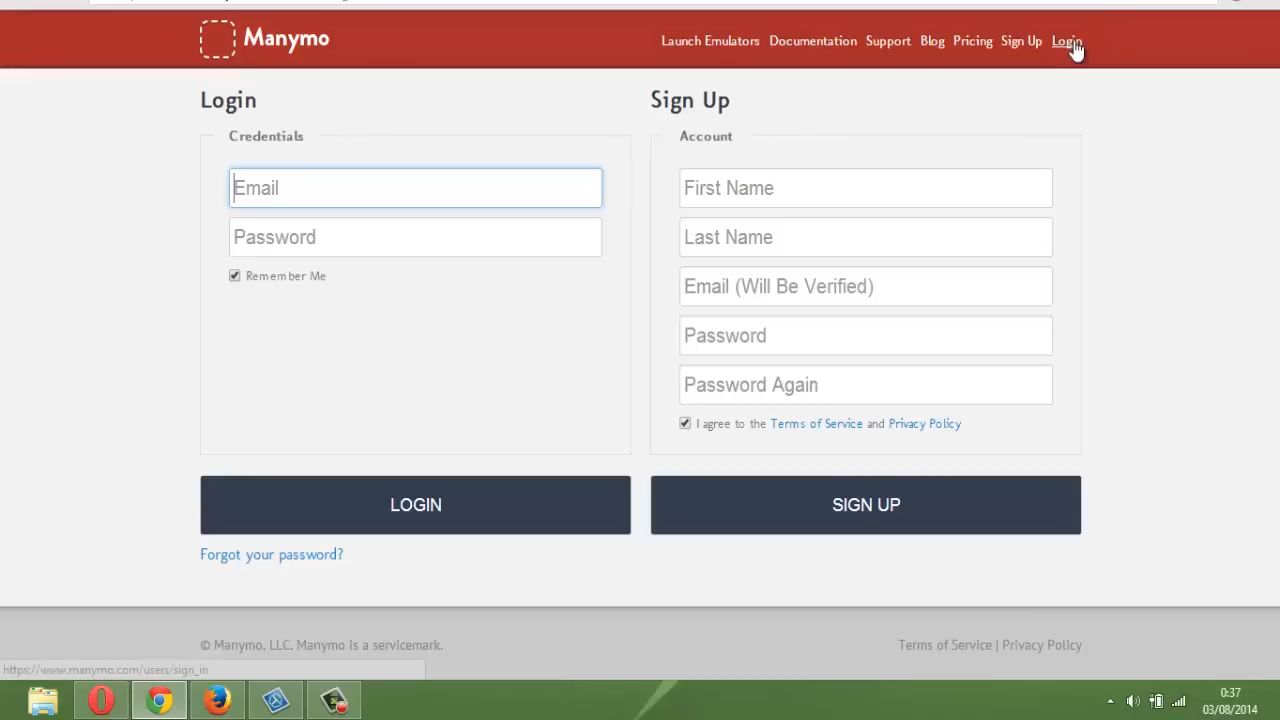 Manymo
Launch Emulators Documentation Support Blog Pricing Sign Up Login
Login
Credentials
Email
Password
Remember Me
LOGIN
Forgot your password?
Sign Up
Account
First Name
Last Name
Email (Will Be Verified)
Password
Password Again
I agree to the Terms of Service and Privacy Policy
SIGN UP
© Manymo, LLC. Manymo is a servicemark.
Terms of Service | Privacy Policy
https://www.manymo.com/users/sign_in
0:37
03/08/2014